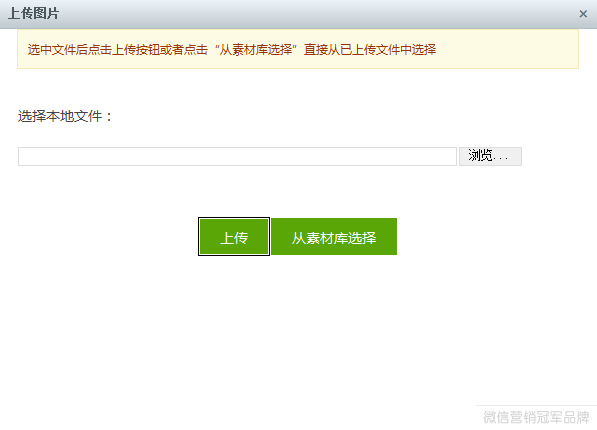 上传图片
×
选中文件后点击上传按钮或者点击“从素材库选择”直接从已上传文件中选择
选择本地文件：
浏览...
上传 从素材库选择
微信营销冠军品牌